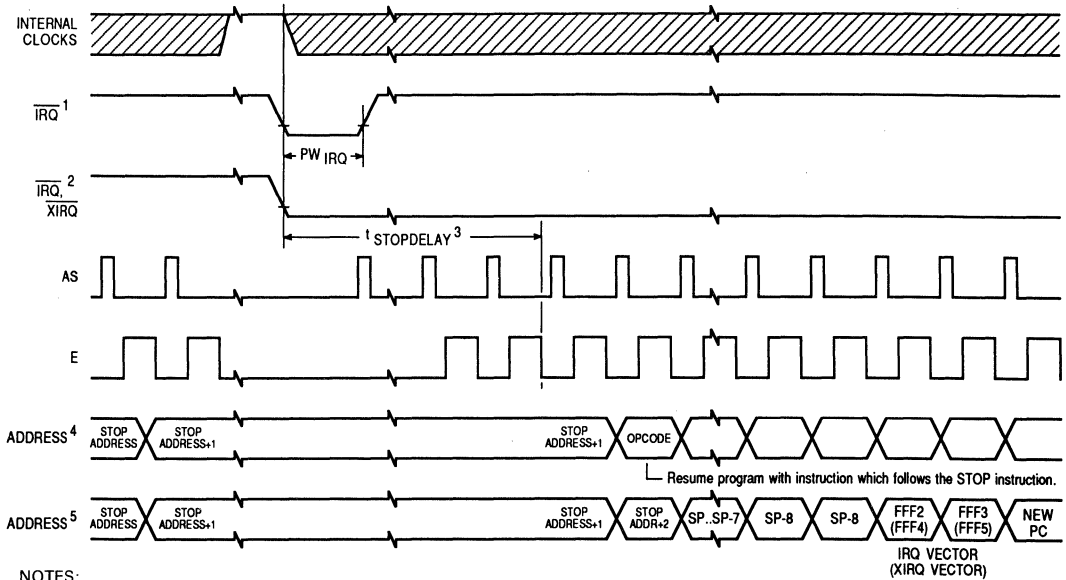 INTERNAL
CLOCKS
IRQ 1
PW IRQ
IRQ, 2
XIRQ
t STOPDELAY 3
AS
E
ADDRESS 4
STOP
ADDRESS
STOP
ADDRESS+1
STOP
ADDRESS+1
OPCODE
Resume program with instruction which follows the STOP instruction.
ADDRESS 5
STOP
ADDRESS
STOP
ADDRESS+1
STOP
ADDRESS+1
STOP
ADDR+2
SP..SP-7
SP-8
SP-8
FFF2
(FFF4)
FFF3
(FFF5)
NEW
PC
IRQ VECTOR
(XIRQ VECTOR)
NOTES: